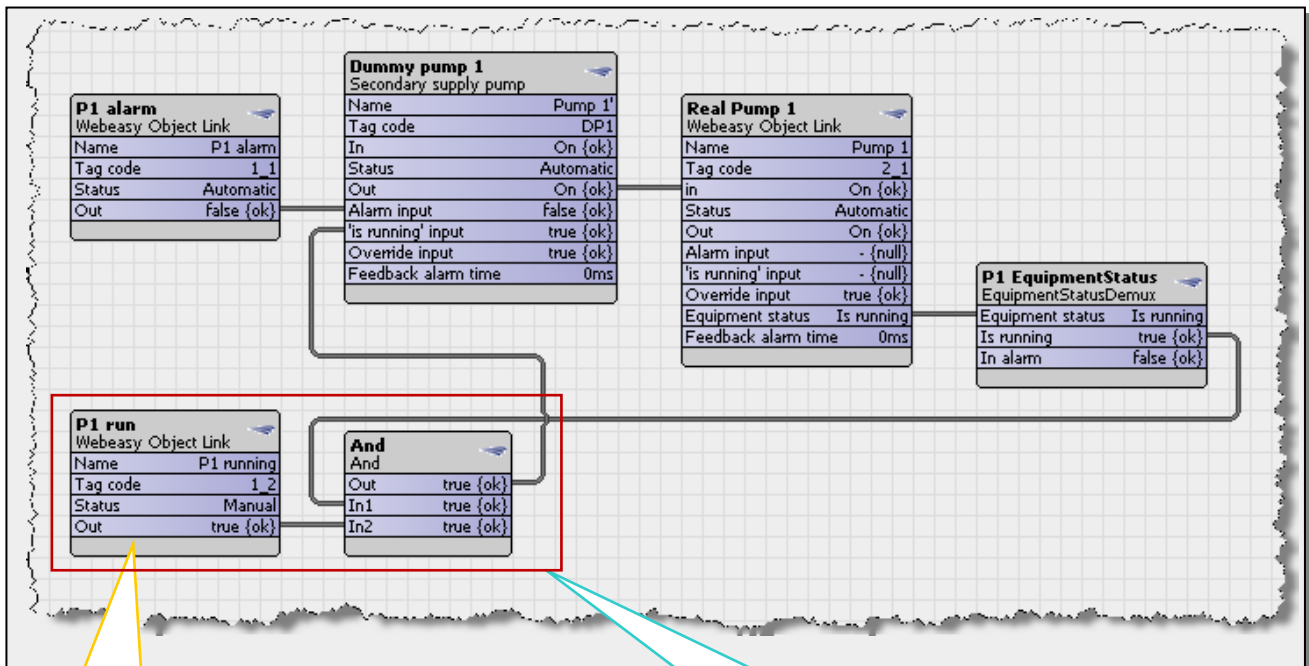 Dummy pump 1
Secondary supply pump
Name Pump 1'
Tag code DP1
In On {ok}
Status Automatic
Out On {ok}
Alarm input false {ok}
'is running' input true {ok}
Override input true {ok}
Feedback alarm time 0ms
P1 alarm
Webeasy Object Link
Name P1 alarm
Tag code 1_1
Status Automatic
Out false {ok}
Real Pump 1
Webeasy Object Link
Name Pump 1
Tag code 2_1
in On {ok}
Status Automatic
Out On {ok}
Alarm input - {null}
'is running' input - {null}
Override input true {ok}
Equipment status Is running
Feedback alarm time 0ms
P1 EquipmentStatus
EquipmentStatusDemux
Equipment status Is running
Is running true {ok}
In alarm false {ok}
P1 run
Webeasy Object Link
Name P1 running
Tag code 1_2
Status Manual
Out true {ok}
And
And
Out true {ok}
In1 true {ok}
In2 true {ok}